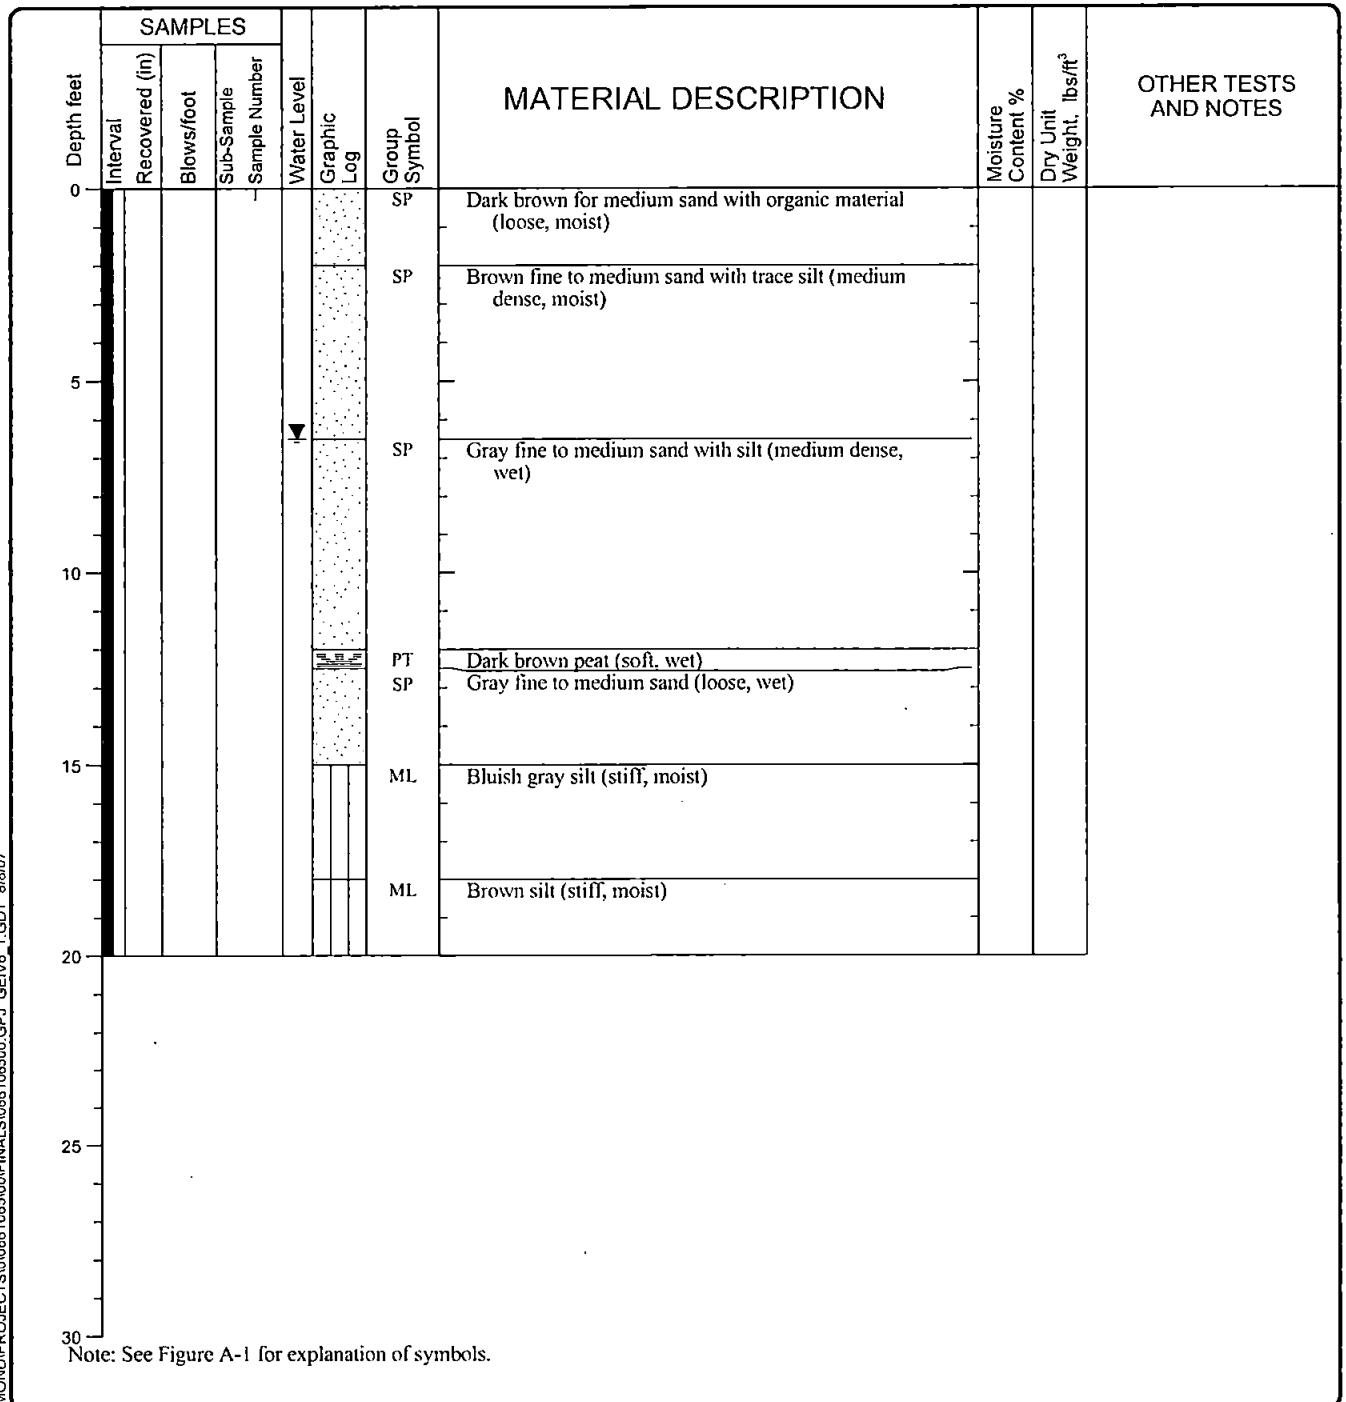 SAMPLES
Depth feet
Interval
Recovered (in)
Blows/foot
Sub-Sample
Sample Number
Water Level
Graphic
Log
Group
Symbol
MATERIAL DESCRIPTION
Moisture
Content %
Dry Unit
Weight, lbs/ft³
OTHER TESTS
AND NOTES
0
SP Dark brown for medium sand with organic material
(loose, moist)
SP Brown fine to medium sand with trace silt (medium
dense, moist)
5
SP Gray fine to medium sand with silt (medium dense,
wet)
10
PT Dark brown peat (soft, wet)
SP Gray fine to medium sand (loose, wet)
15 ML Bluish gray silt (stiff, moist)
ML Brown silt (stiff, moist)
20
25
30
Note: See Figure A-1 for explanation of symbols.